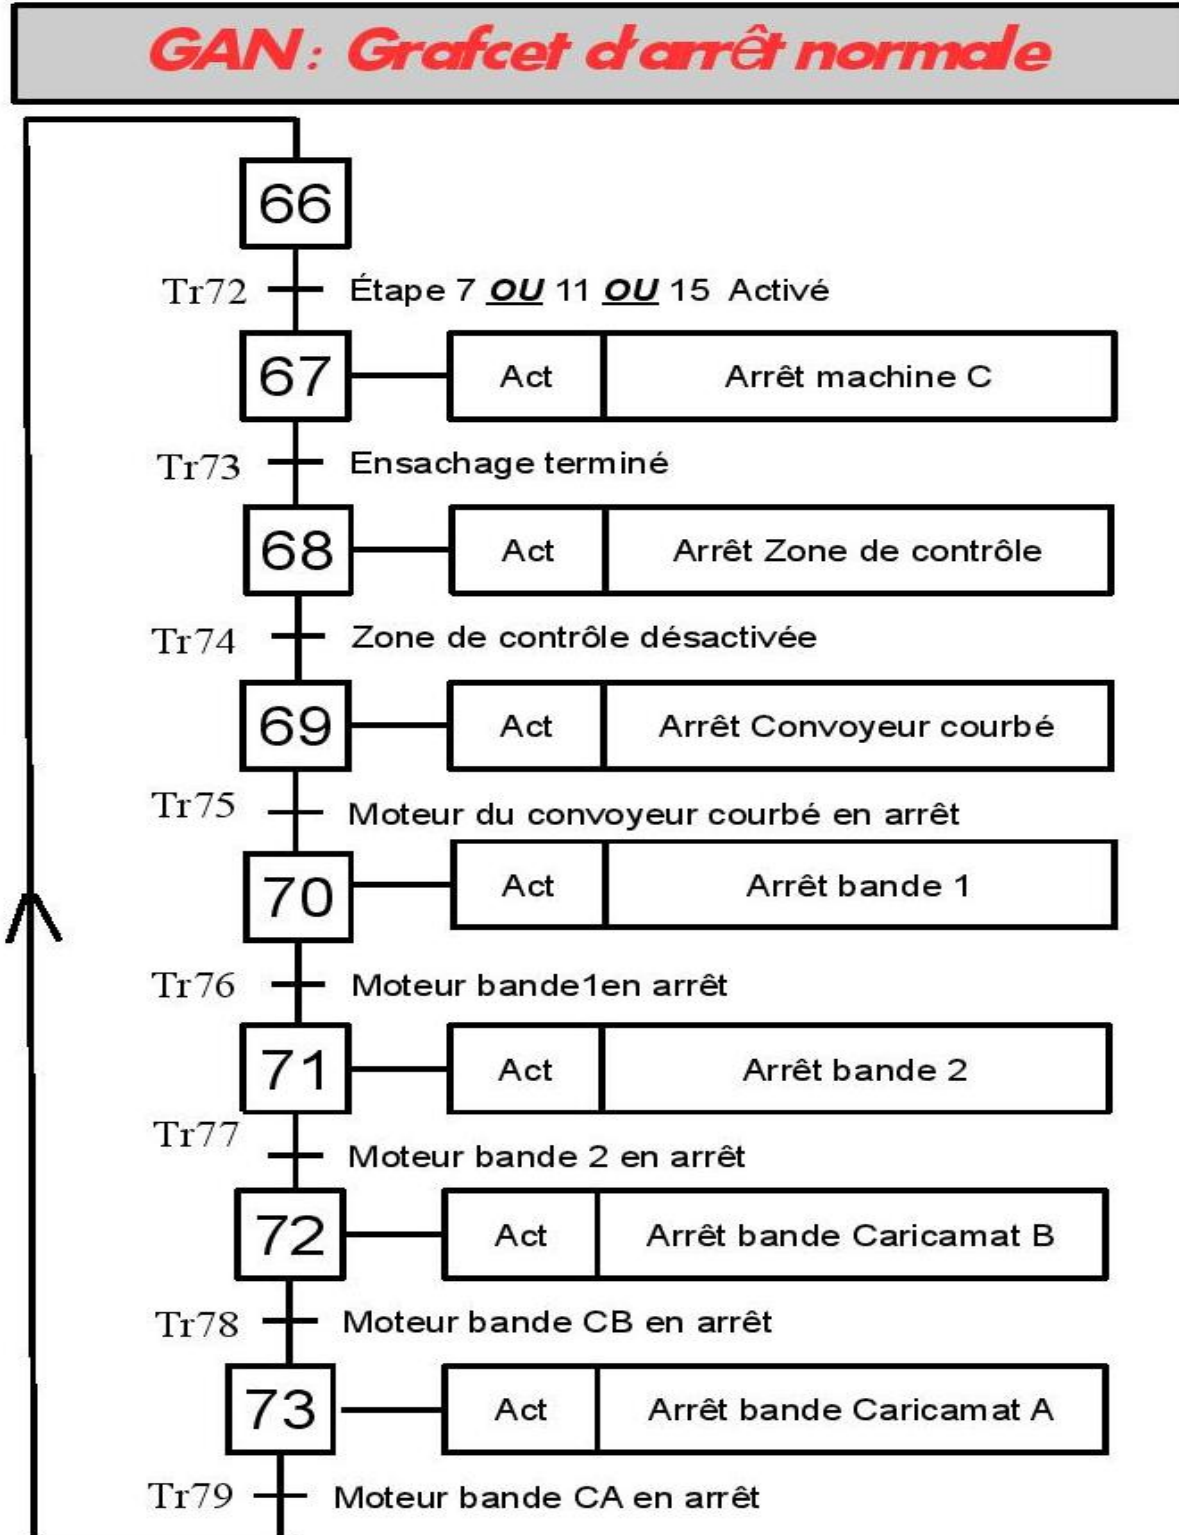 GAN : Grafcet d'arrêt normale
66
Tr72 Étape 7 OU 11 OU 15 Activé
67 Act Arrêt machine C
Tr73 Ensachage terminé
68 Act Arrêt Zone de contrôle
Tr74 Zone de contrôle désactivée
69 Act Arrêt Convoyeur courbé
Tr75 Moteur du convoyeur courbé en arrêt
70 Act Arrêt bande 1
Tr76 Moteur bande1en arrêt
71 Act Arrêt bande 2
Tr77 Moteur bande 2 en arrêt
72 Act Arrêt bande Caricamat B
Tr78 Moteur bande CB en arrêt
73 Act Arrêt bande Caricamat A
Tr79 Moteur bande CA en arrêt